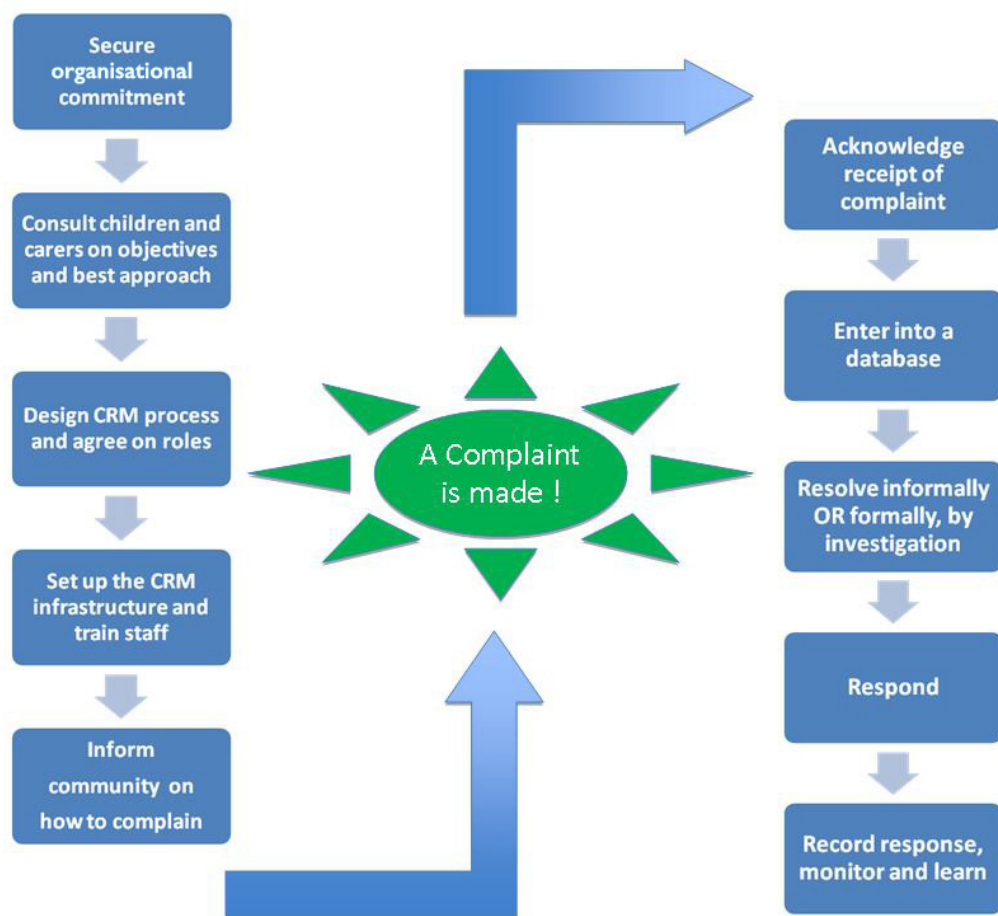 Secure
organisational
commitment
Consult children and
carers on objectives
and best approach
Design CRM process
and agree on roles
Set up the CRM
infrastructure and
train staff
Inform
community on
how to complain
A Complaint
is made !
Acknowledge
receipt of
complaint
Enter into a
database
Resolve informally
OR formally, by
investigation
Respond
Record response,
monitor and learn